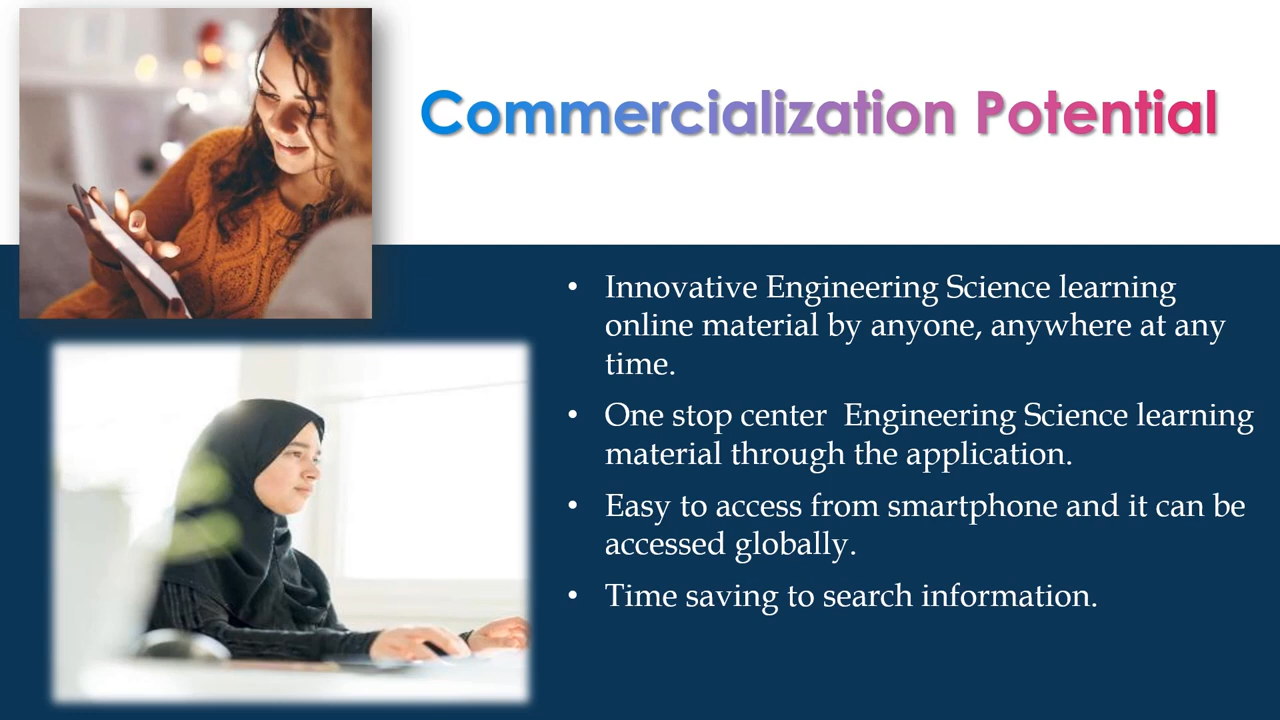 Commercialization Potential
• Innovative Engineering Science learning
online material by anyone, anywhere at any
time.
• One stop center  Engineering Science learning
material through the application.
• Easy to access from smartphone and it can be
accessed globally.
• Time saving to search information.